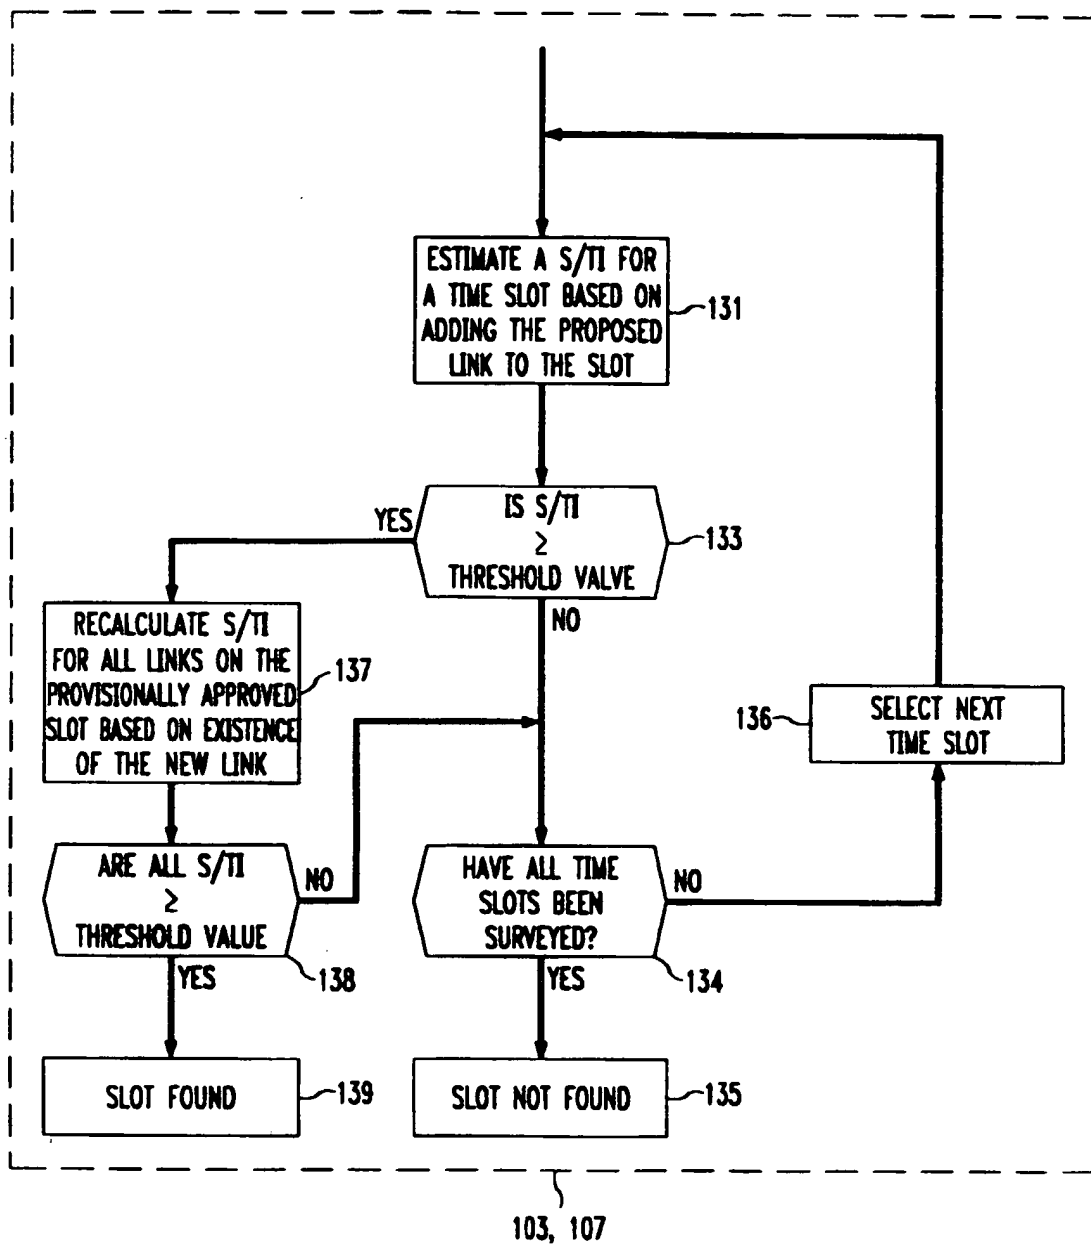 ESTIMATE A S/TI FOR
A TIME SLOT BASED ON
ADDING THE PROPOSED
LINK TO THE SLOT
131
IS S/TI
≥
THRESHOLD VALVE
133
YES
NO
RECALCULATE S/TI
FOR ALL LINKS ON THE
PROVISIONALLY APPROVED
SLOT BASED ON EXISTENCE
OF THE NEW LINK
137
136
SELECT NEXT
TIME SLOT
ARE ALL S/TI
≥
THRESHOLD VALUE
NO
138
YES
HAVE ALL TIME
SLOTS BEEN
SURVEYED?
NO
134
YES
SLOT FOUND
139
SLOT NOT FOUND
135
103, 107